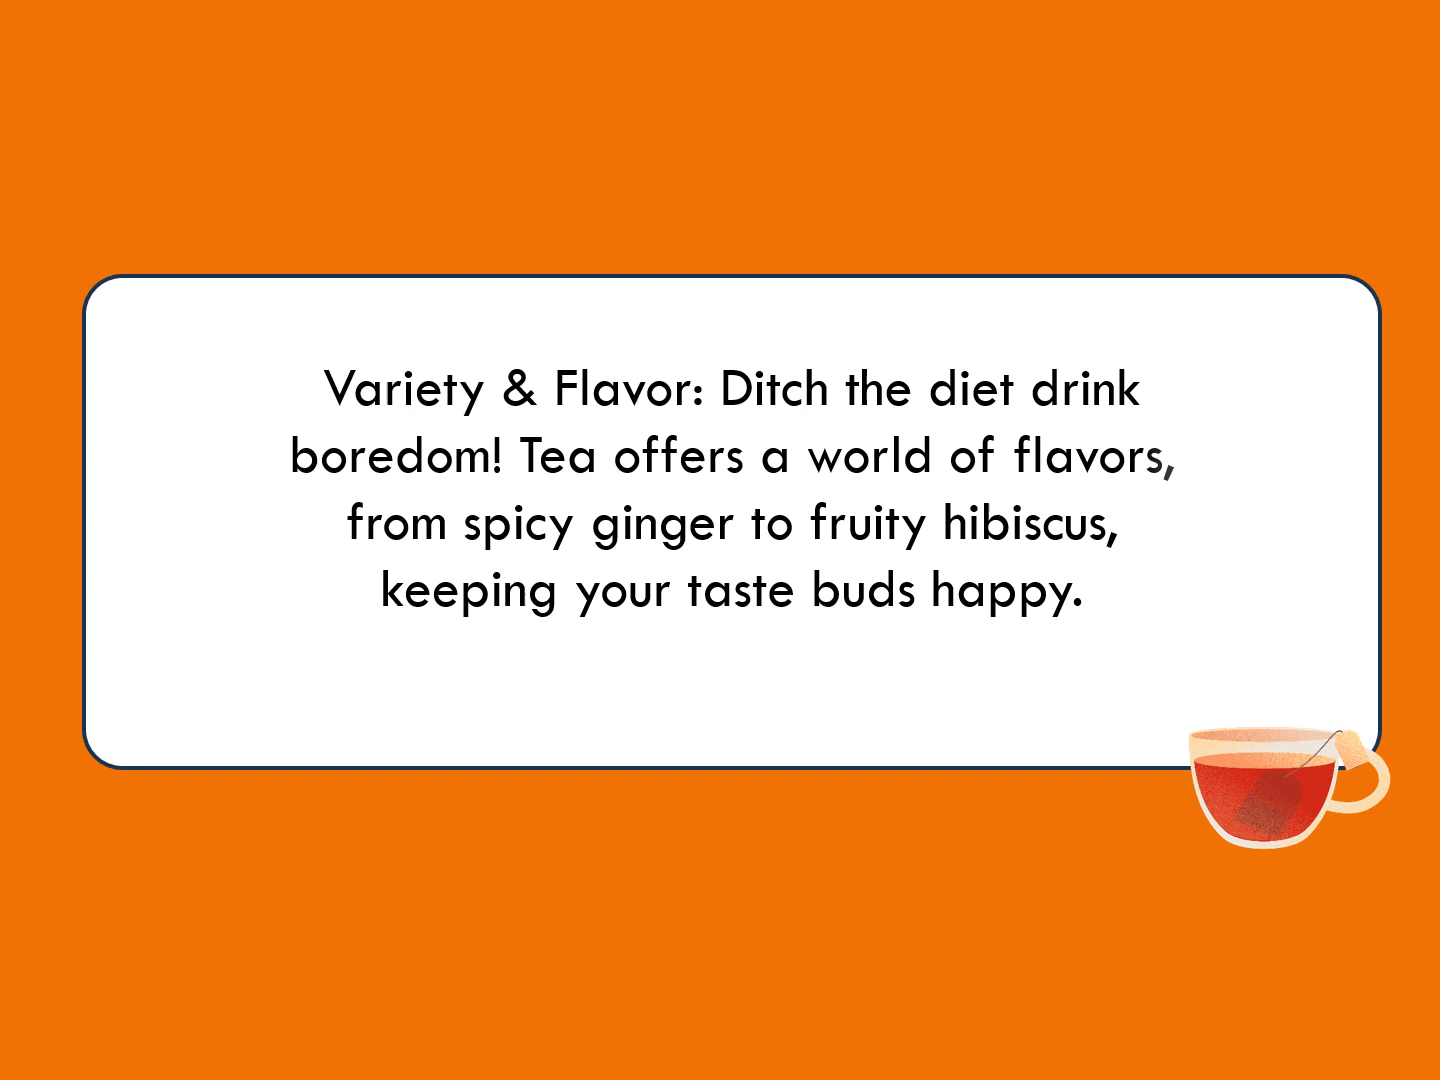 Variety & Flavor: Ditch the diet drink
boredom! Tea offers a world of flavors,
from spicy ginger to fruity hibiscus,
keeping your taste buds happy.